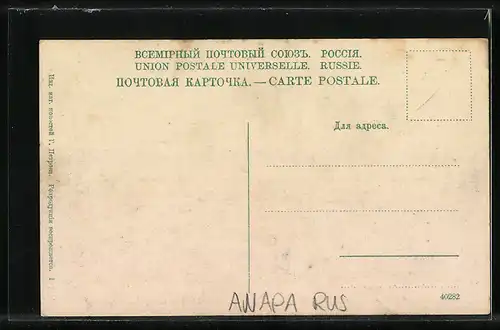 ВСЕМІРНЫЙ ПОЧТОВЫЙ СОЮЗЪ. РОССІЯ.
UNION POSTALE UNIVERSELLE. RUSSIE.
ПОЧТОВАЯ КАРТОЧКА.—CARTE POSTALE.
Для адреса.
40282
ANAPA RUS